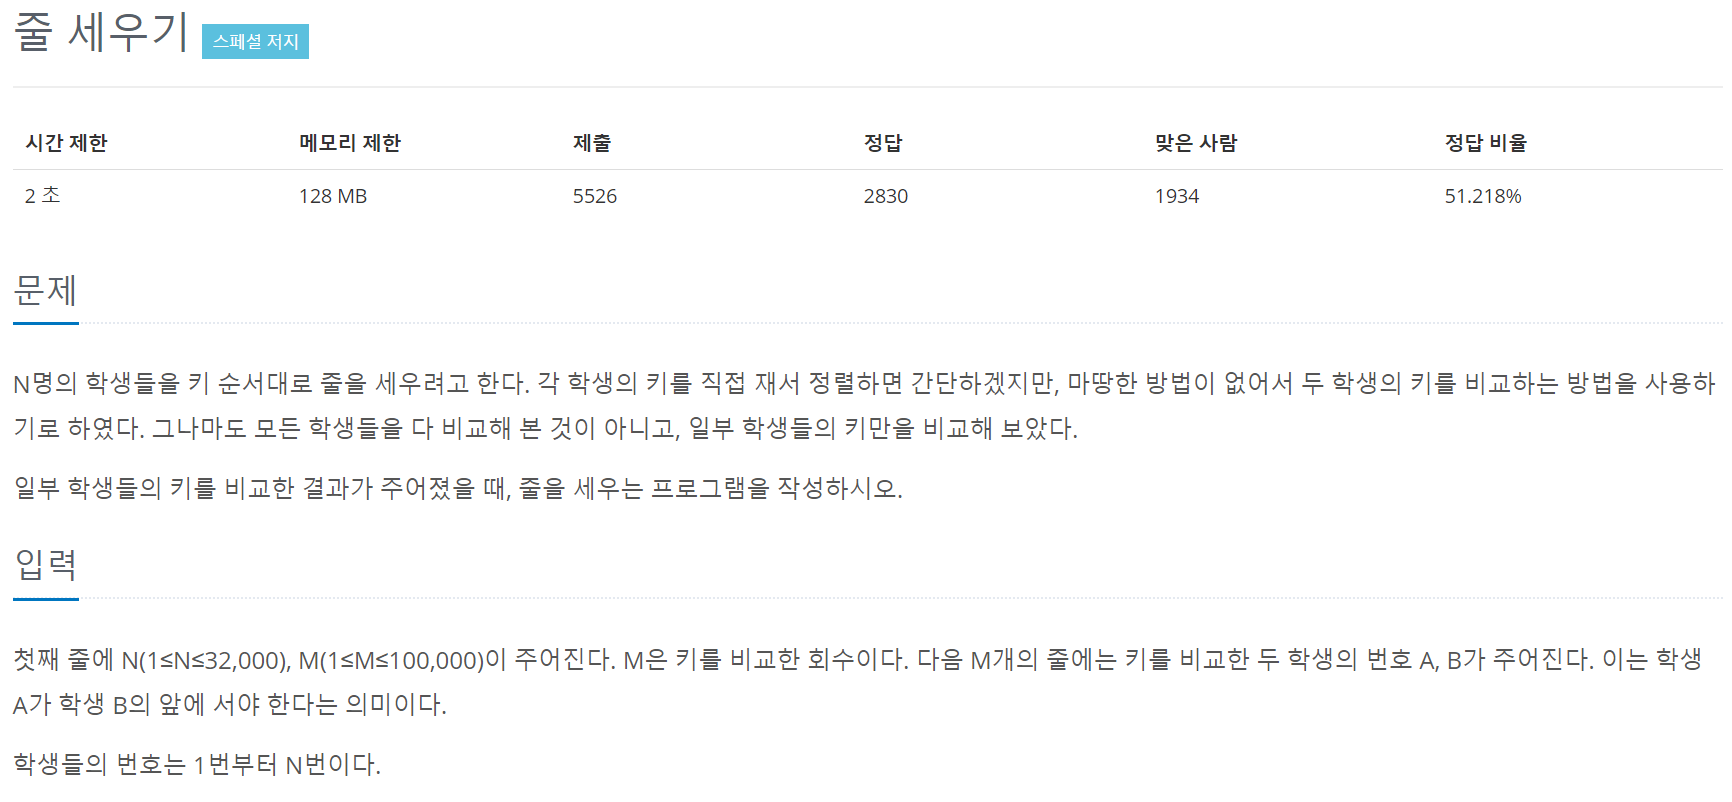 줄 세우기 스페셜 저지
시간 제한 메모리 제한 제출 정답 맞은 사람 정답 비율
2 초 128 MB 5526 2830 1934 51.218%
문제
N명의 학생들을 키 순서대로 줄을 세우려고 한다. 각 학생의 키를 직접 재서 정렬하면 간단하겠지만, 마땅한 방법이 없어서 두 학생의 키를 비교하는 방법을 사용하
기로 하였다. 그나마도 모든 학생들을 다 비교해 본 것이 아니고, 일부 학생들의 키만을 비교해 보았다.
일부 학생들의 키를 비교한 결과가 주어졌을 때, 줄을 세우는 프로그램을 작성하시오.
입력
첫째 줄에 N(1≤N≤32,000), M(1≤M≤100,000)이 주어진다. M은 키를 비교한 회수이다. 다음 M개의 줄에는 키를 비교한 두 학생의 번호 A, B가 주어진다. 이는 학생
A가 학생 B의 앞에 서야 한다는 의미이다.
학생들의 번호는 1번부터 N번이다.